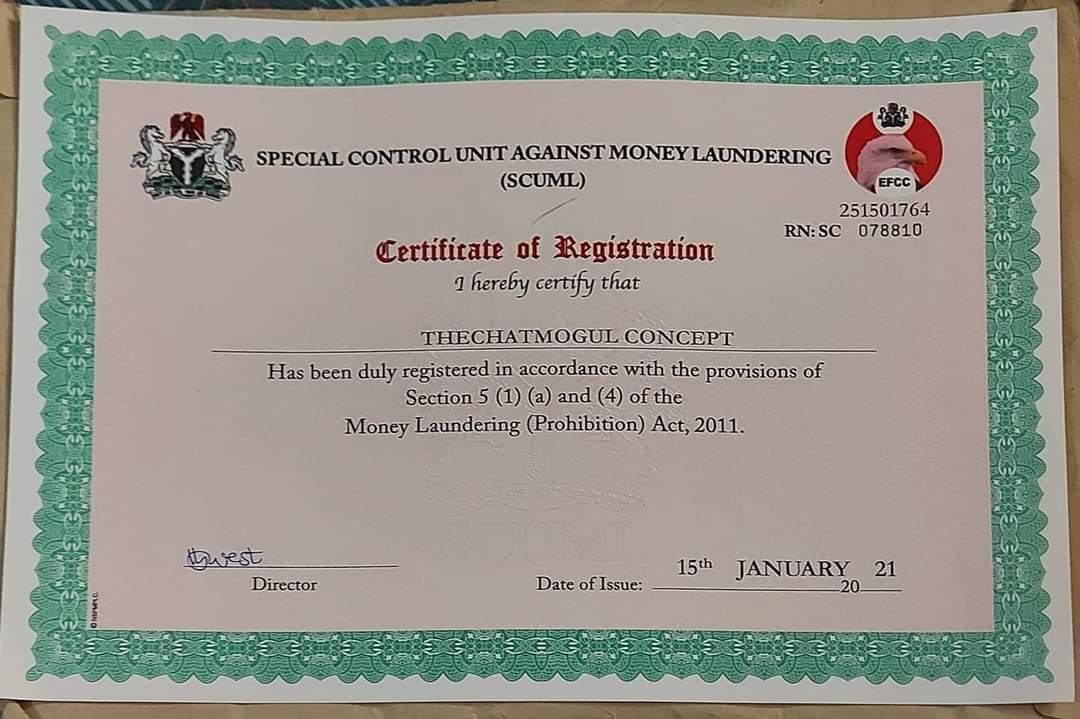 SPECIAL CONTROL UNIT AGAINST MONEY LAUNDERING
(SCUML)
EFCC
251501764
RN: SC 078810
Certificate of Registration
I hereby certify that
THECHATMOGUL CONCEPT
Has been duly registered in accordance with the provisions of
Section 5 (1) (a) and (4) of the
Money Laundering (Prohibition) Act, 2011.
Director
Date of Issue: 15th JANUARY 2021